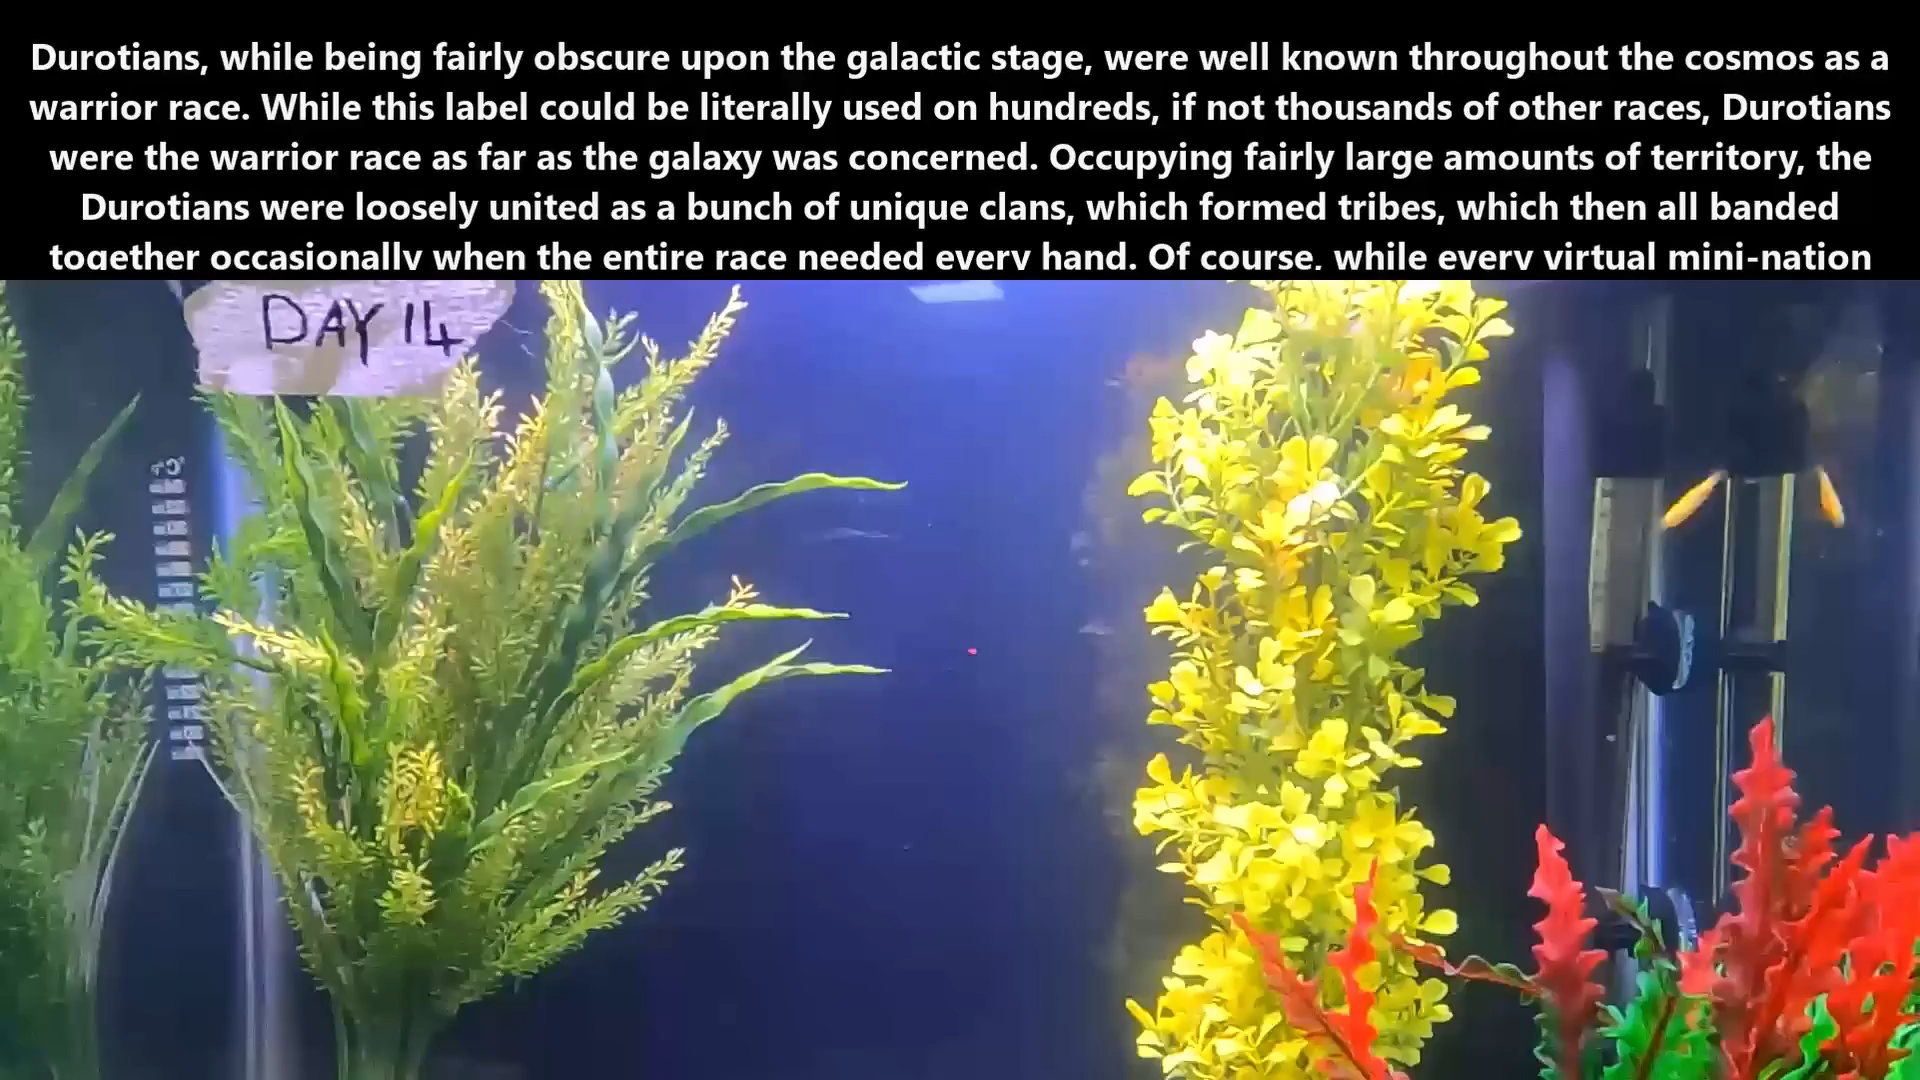 Durotians, while being fairly obscure upon the galactic stage, were well known throughout the cosmos as a
warrior race. While this label could be literally used on hundreds, if not thousands of other races, Durotians
were the warrior race as far as the galaxy was concerned. Occupying fairly large amounts of territory, the
Durotians were loosely united as a bunch of unique clans, which formed tribes, which then all banded
together occasionally when the entire race needed every hand. Of course, while every virtual mini-nation
DAY 14